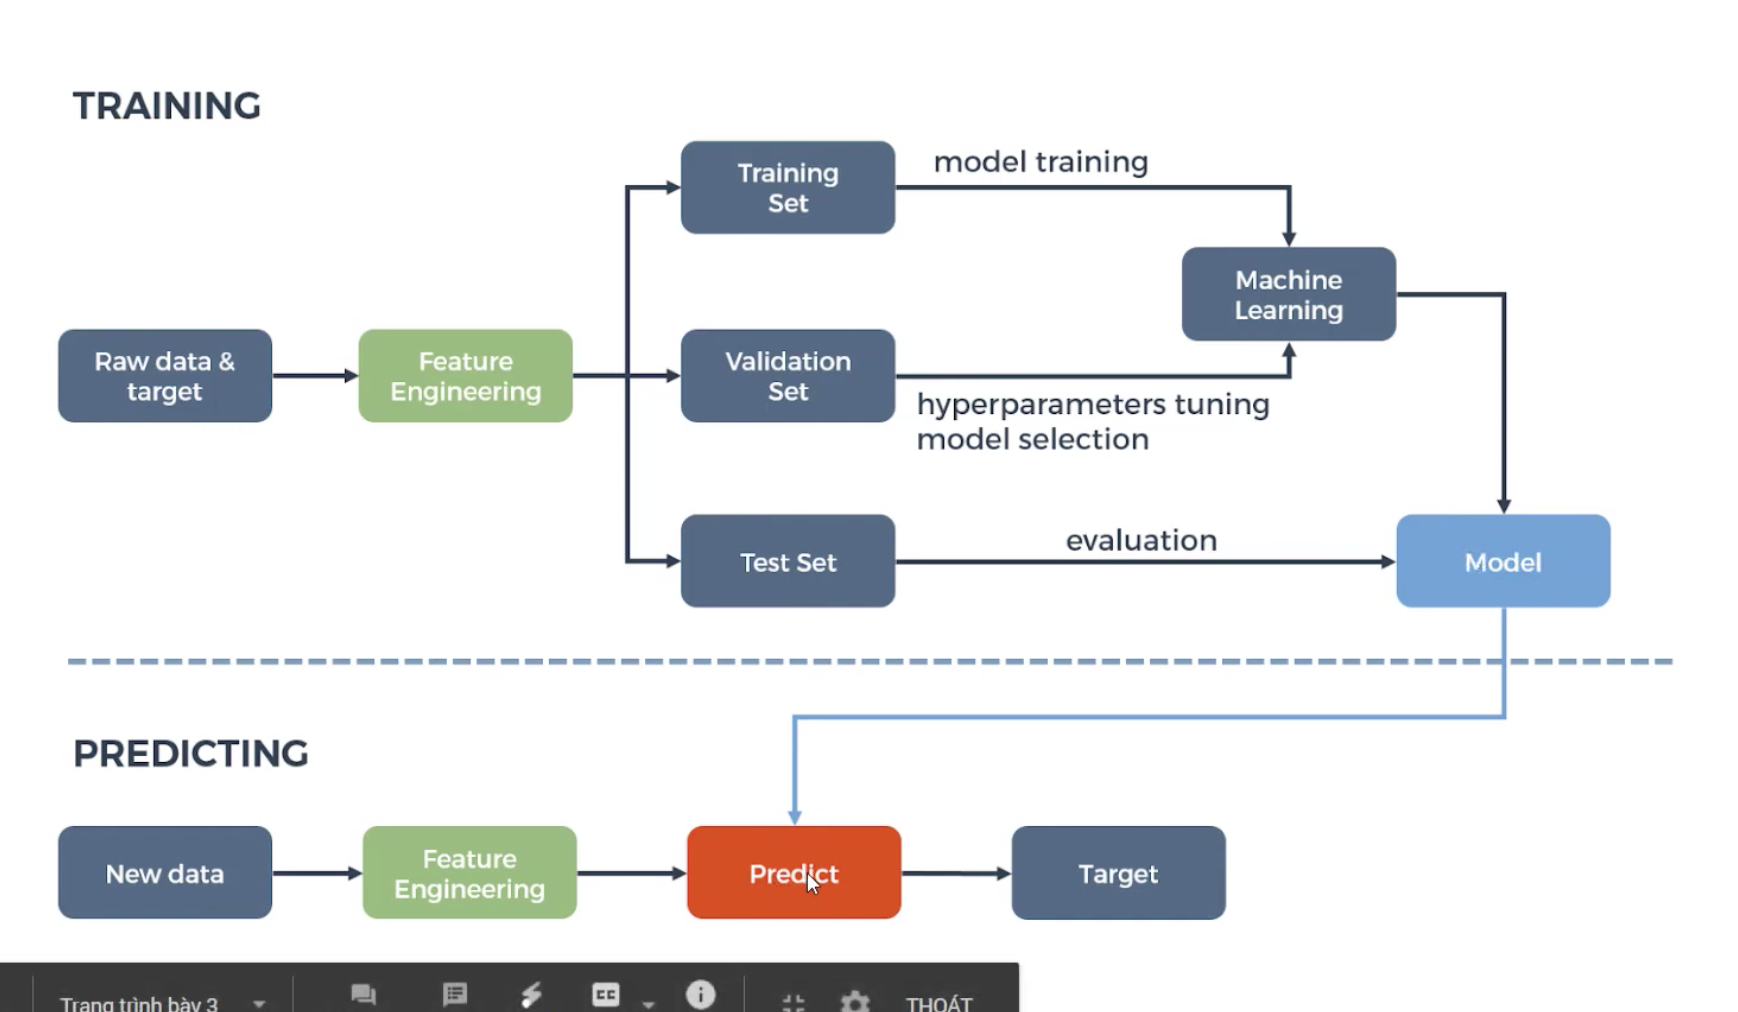 TRAINING
Training
Set
model training
Machine
Learning
Raw data &
target
Feature
Engineering
Validation
Set
hyperparameters tuning
model selection
Test Set
evaluation
Model
PREDICTING
New data
Feature
Engineering
Predict
Target
Trang trình bày 3
CC
THOÁT